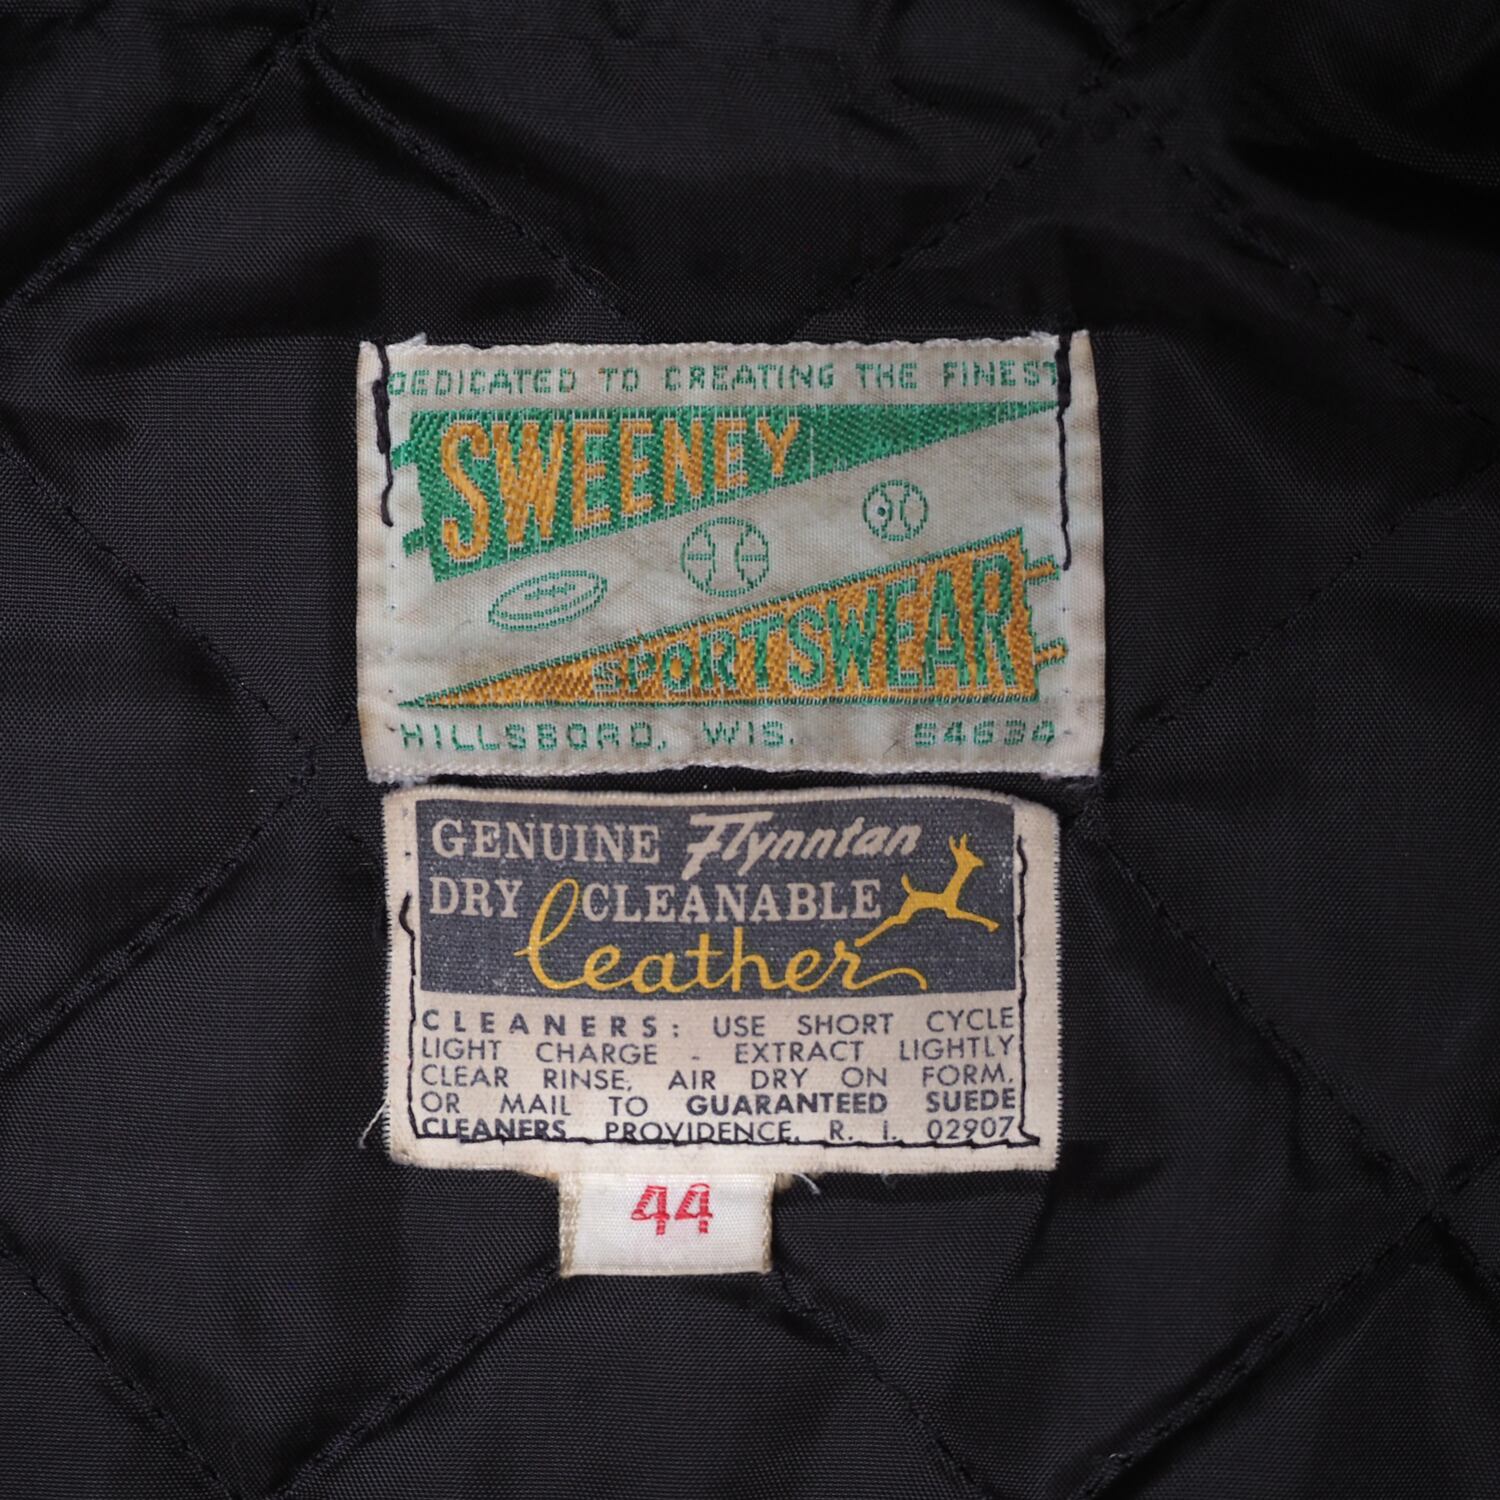 DEDICATED TO CREATING THE FINEST
SWEENEY
SPORTSWEAR
HILLSBORO, WIS. 54634
GENUINE Flynntan
DRY CLEANABLE
leather
CLEANERS: USE SHORT CYCLE
LIGHT CHARGE - EXTRACT LIGHTLY
CLEAR RINSE, AIR DRY ON FORM,
OR MAIL TO GUARANTEED SUEDE
CLEANERS PROVIDENCE, R. I. 02907
44